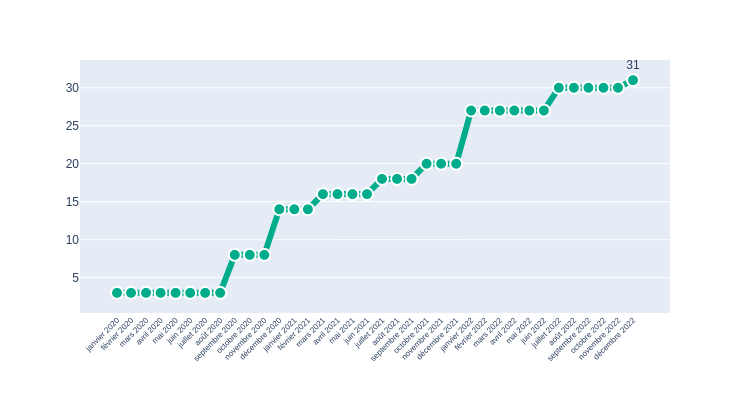 31
30
25
20
15
10
5
janvier 2020
février 2020
mars 2020
avril 2020
mai 2020
juin 2020
juillet 2020
août 2020
septembre 2020
octobre 2020
novembre 2020
décembre 2020
janvier 2021
février 2021
mars 2021
avril 2021
mai 2021
juin 2021
juillet 2021
août 2021
septembre 2021
octobre 2021
novembre 2021
décembre 2021
janvier 2022
février 2022
mars 2022
avril 2022
mai 2022
juin 2022
juillet 2022
août 2022
septembre 2022
octobre 2022
novembre 2022
décembre 2022